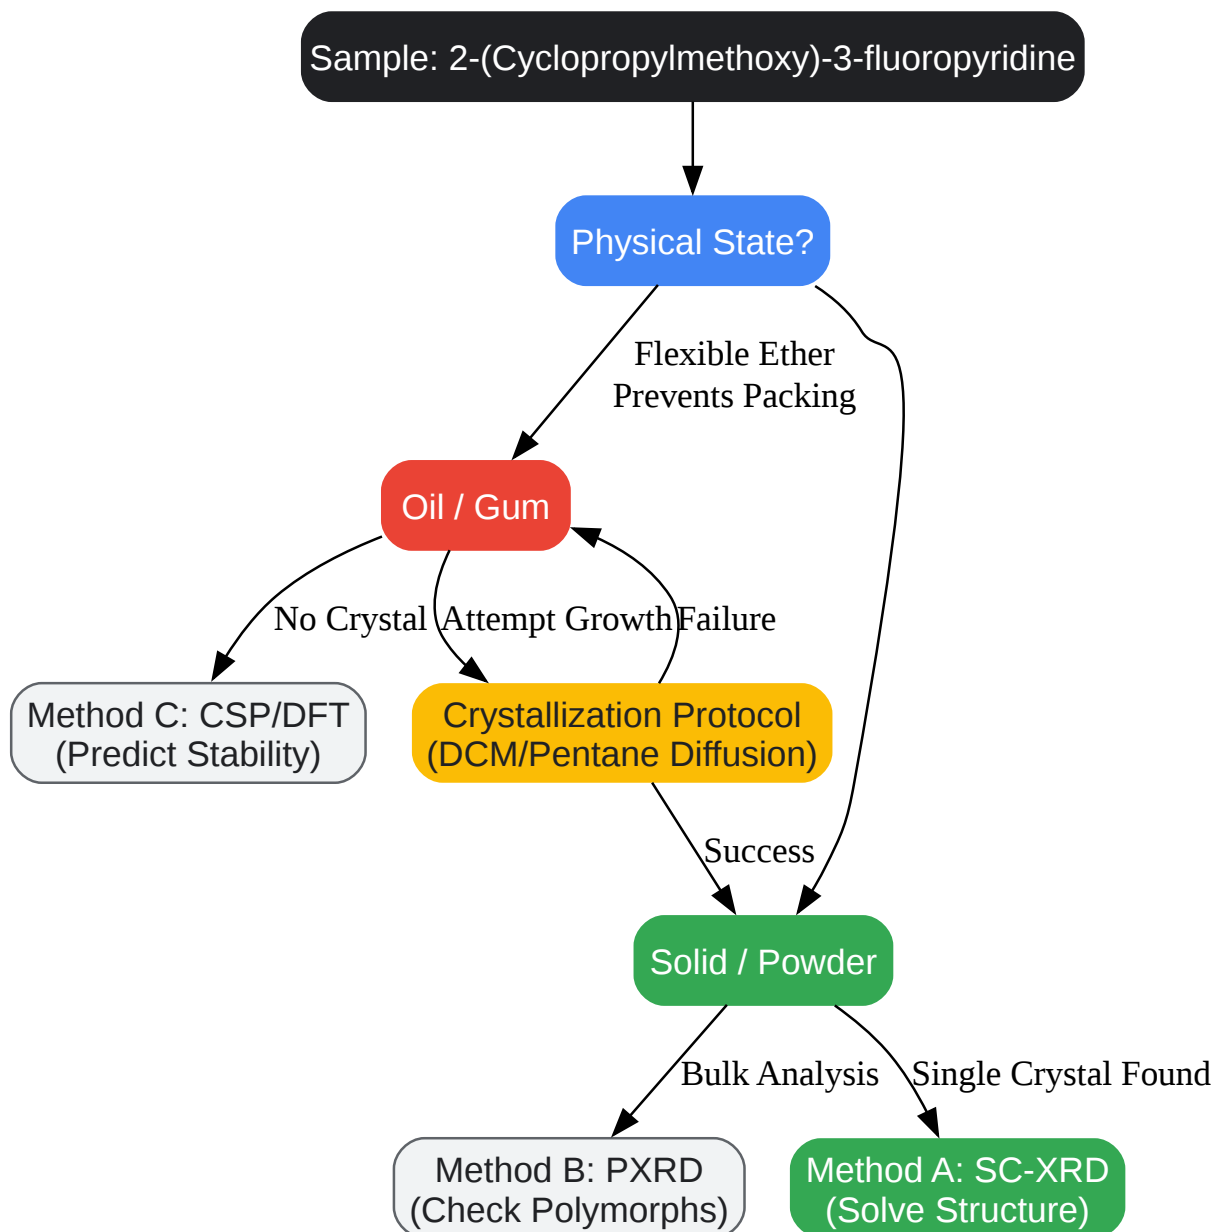 Sample: 2-(Cyclopropylmethoxy)-3-fluoropyridine
Physical State?
Flexible Ether
Prevents Packing
Oil / Gum
No Crystal
Attempt Growth
Failure
Method C: CSP/DFT
(Predict Stability)
Crystallization Protocol
(DCM/Pentane Diffusion)
Success
Solid / Powder
Bulk Analysis
Single Crystal Found
Method B: PXRD
(Check Polymorphs)
Method A: SC-XRD
(Solve Structure)